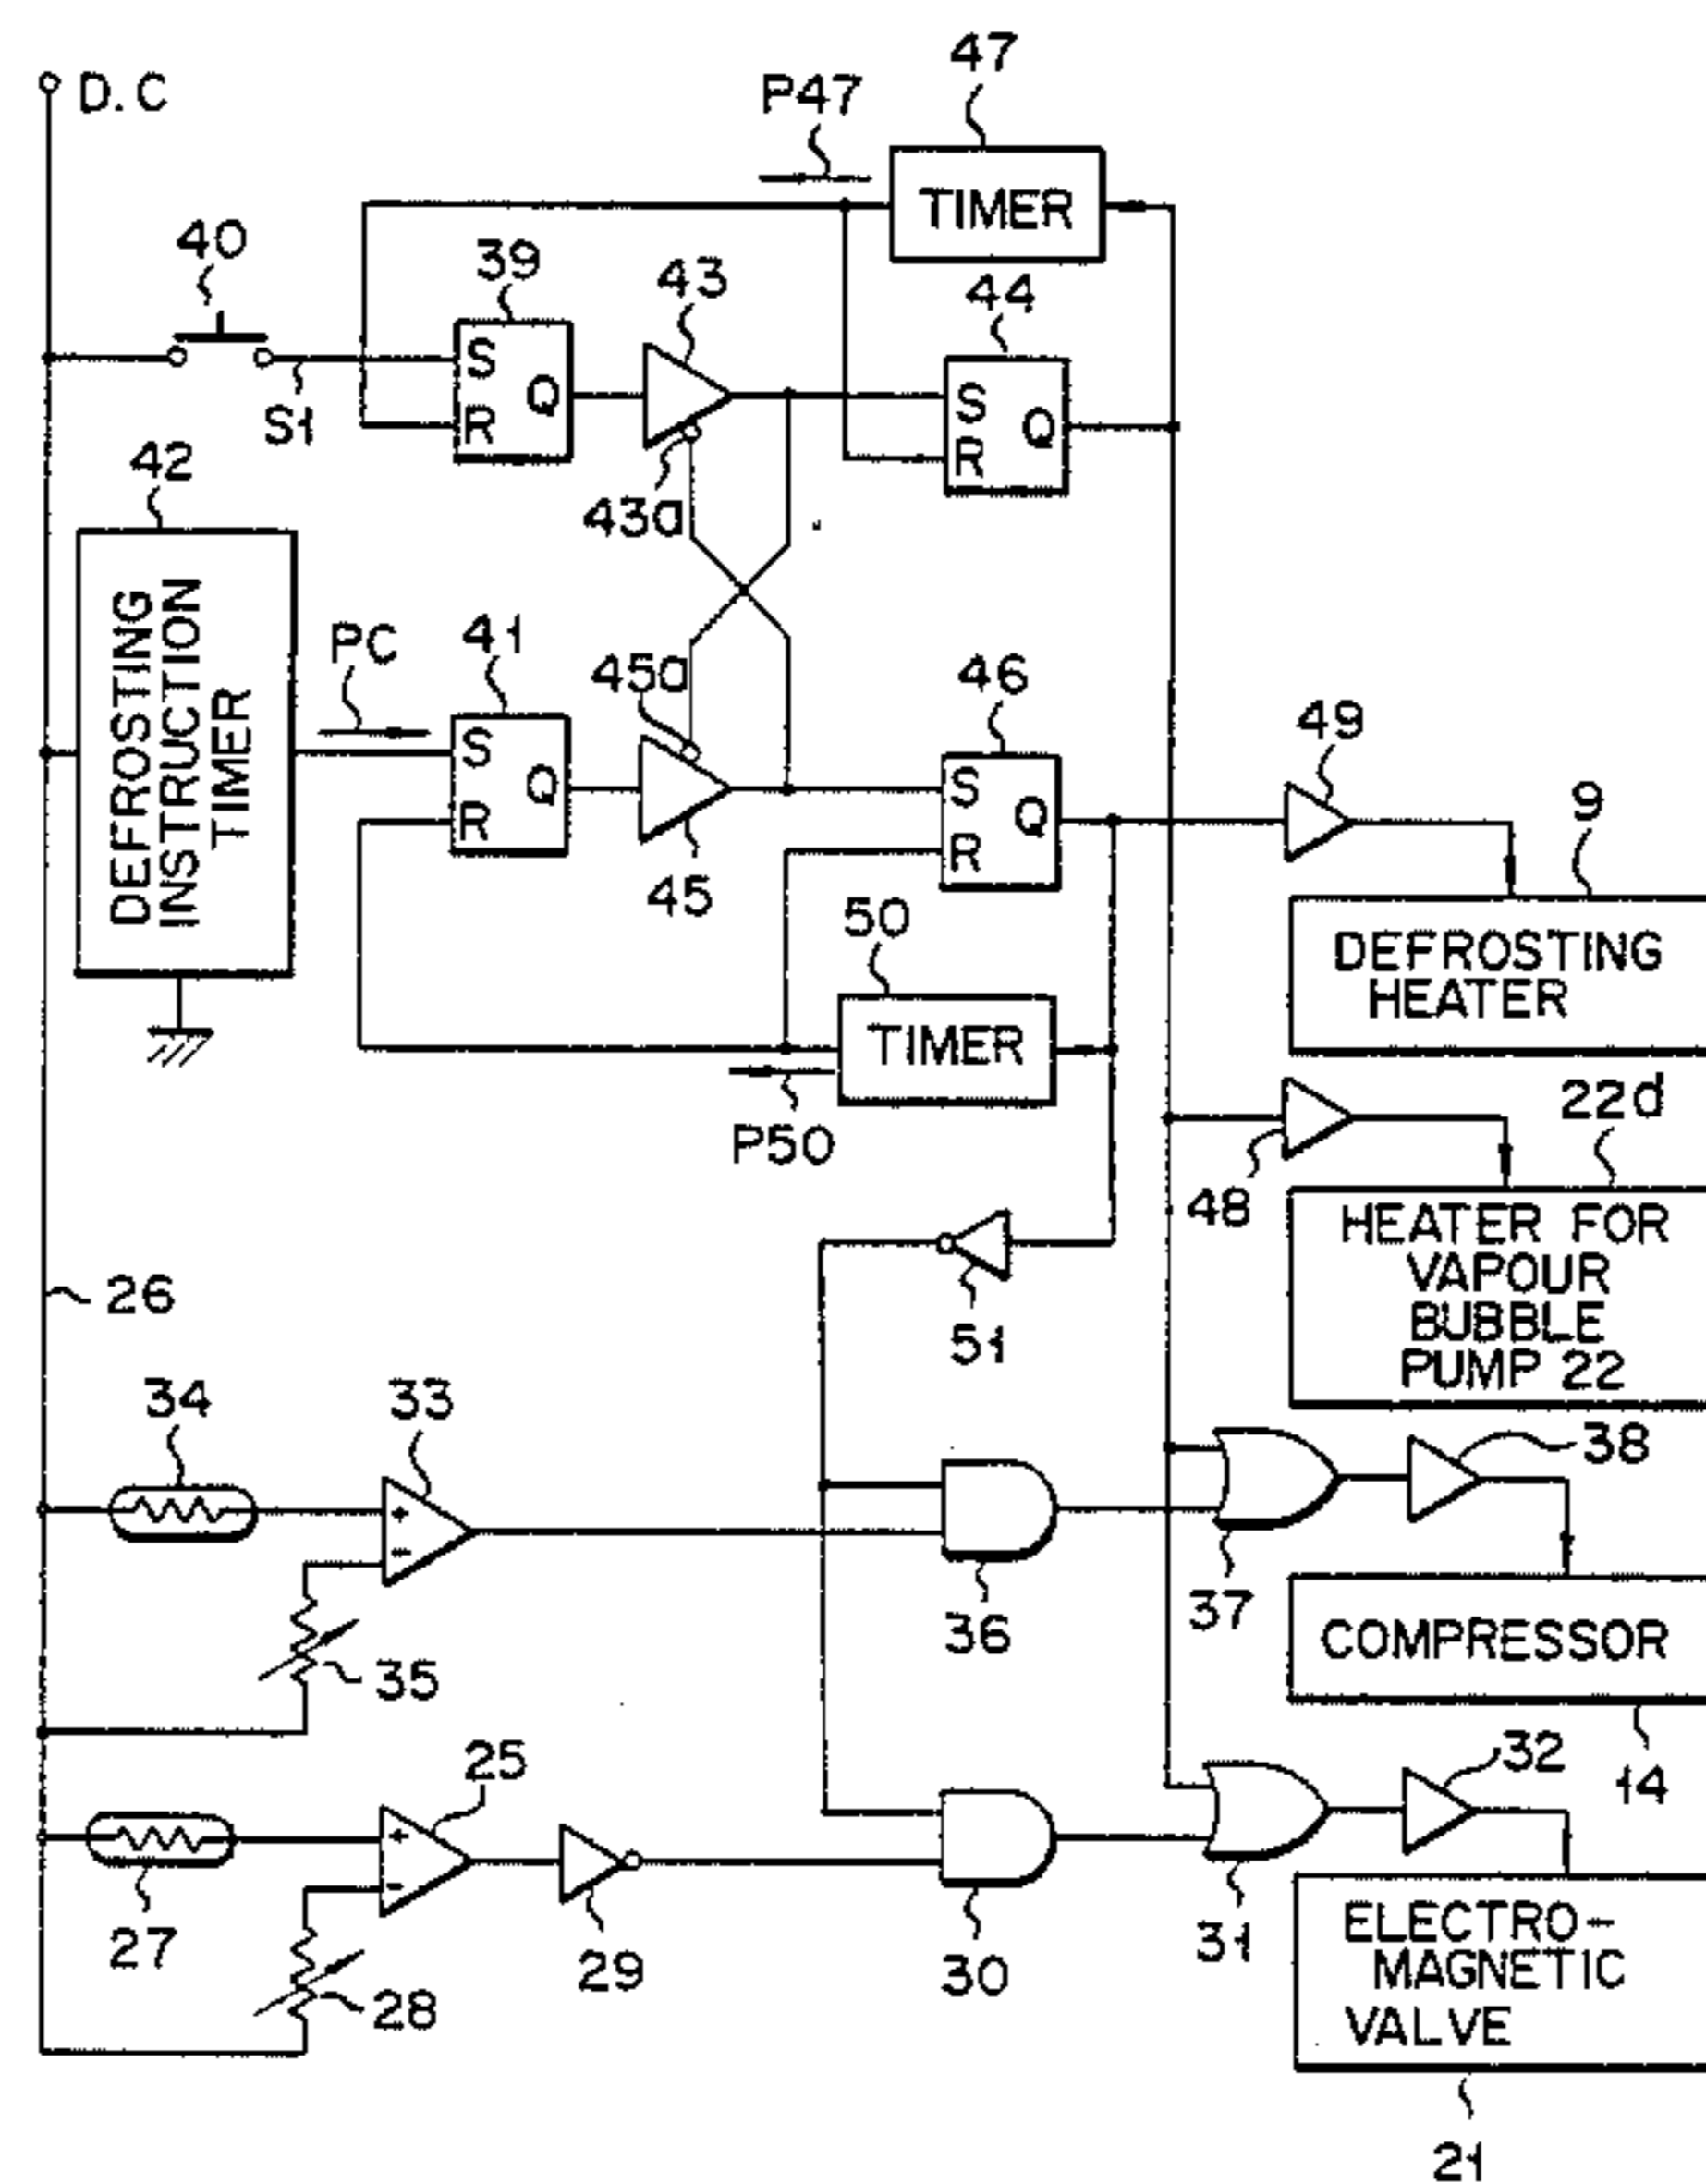 D.C
47
P47
TIMER
40
39
43
44
S
Q
R
S1
S
Q
R
43a
42
DEFROSTING
INSTRUCTION
TIMER
PC
41
45a
46
49
S
Q
R
S
Q
R
9
45
50
DEFROSTING
HEATER
TIMER
22d
P50
48
HEATER FOR
VAPOUR
BUBBLE
PUMP 22
26
51
34
33
38
+
-
36
37
35
COMPRESSOR
25
32
14
+
-
27
29
30
31
28
ELECTRO-
MAGNETIC
VALVE
21